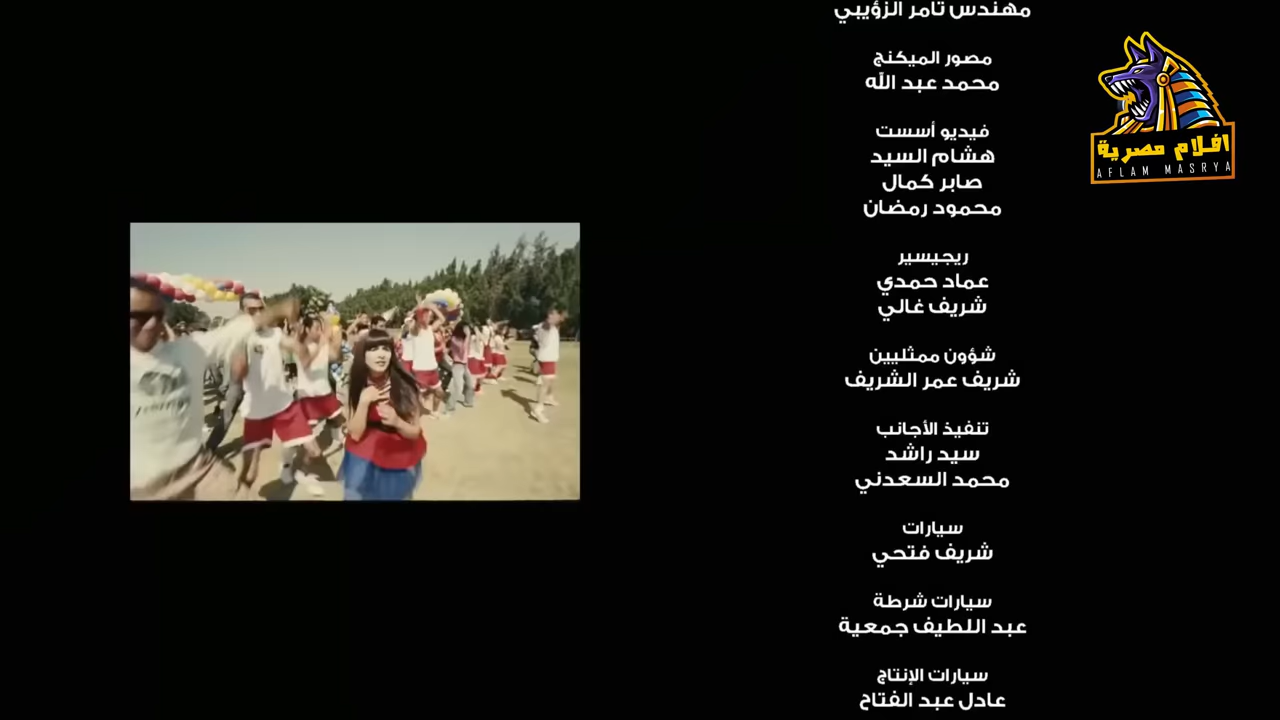 مهندس تامر الزؤيبي
مصور الميكنج
محمد عبد الله
فيديو أسست
هشام السيد
صابر كمال
محمود رمضان
ريجيسير
عماد حمدي
شريف غالي
شؤون ممثليين
شريف عمر الشريف
تنفيذ الأجانب
سيد راشد
محمد السعدني
سيارات
شريف فتحي
سيارات شرطة
عبد اللطيف جمعية
سيارات الإنتاج
عادل عبد الفتاح
افلام مصرية
AFLAM MASRYA